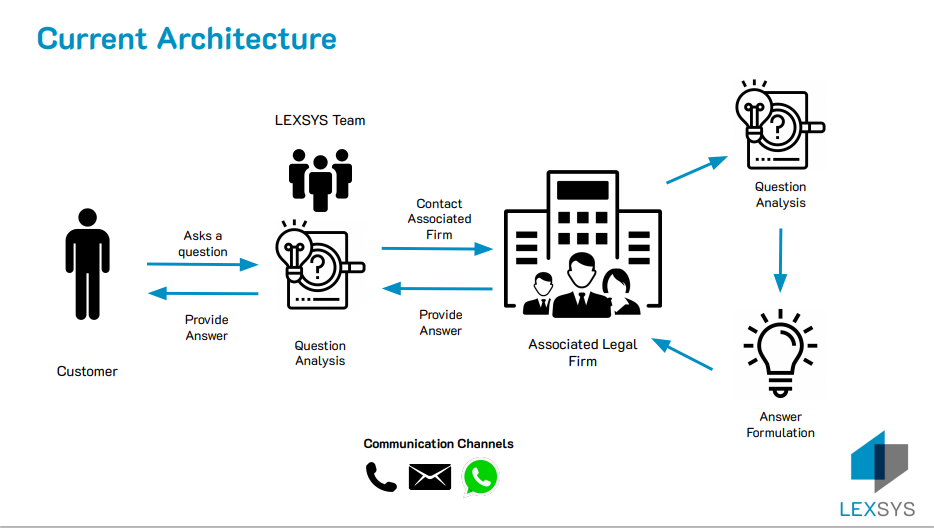 Current Architecture
LEXSYS Team
Question
Analysis
Contact
Associated
Firm
Asks a
question
Provide
Answer
Provide
Answer
Question
Analysis
Associated Legal
Firm
Customer
Answer
Formulation
Communication Channels
LEXSYS